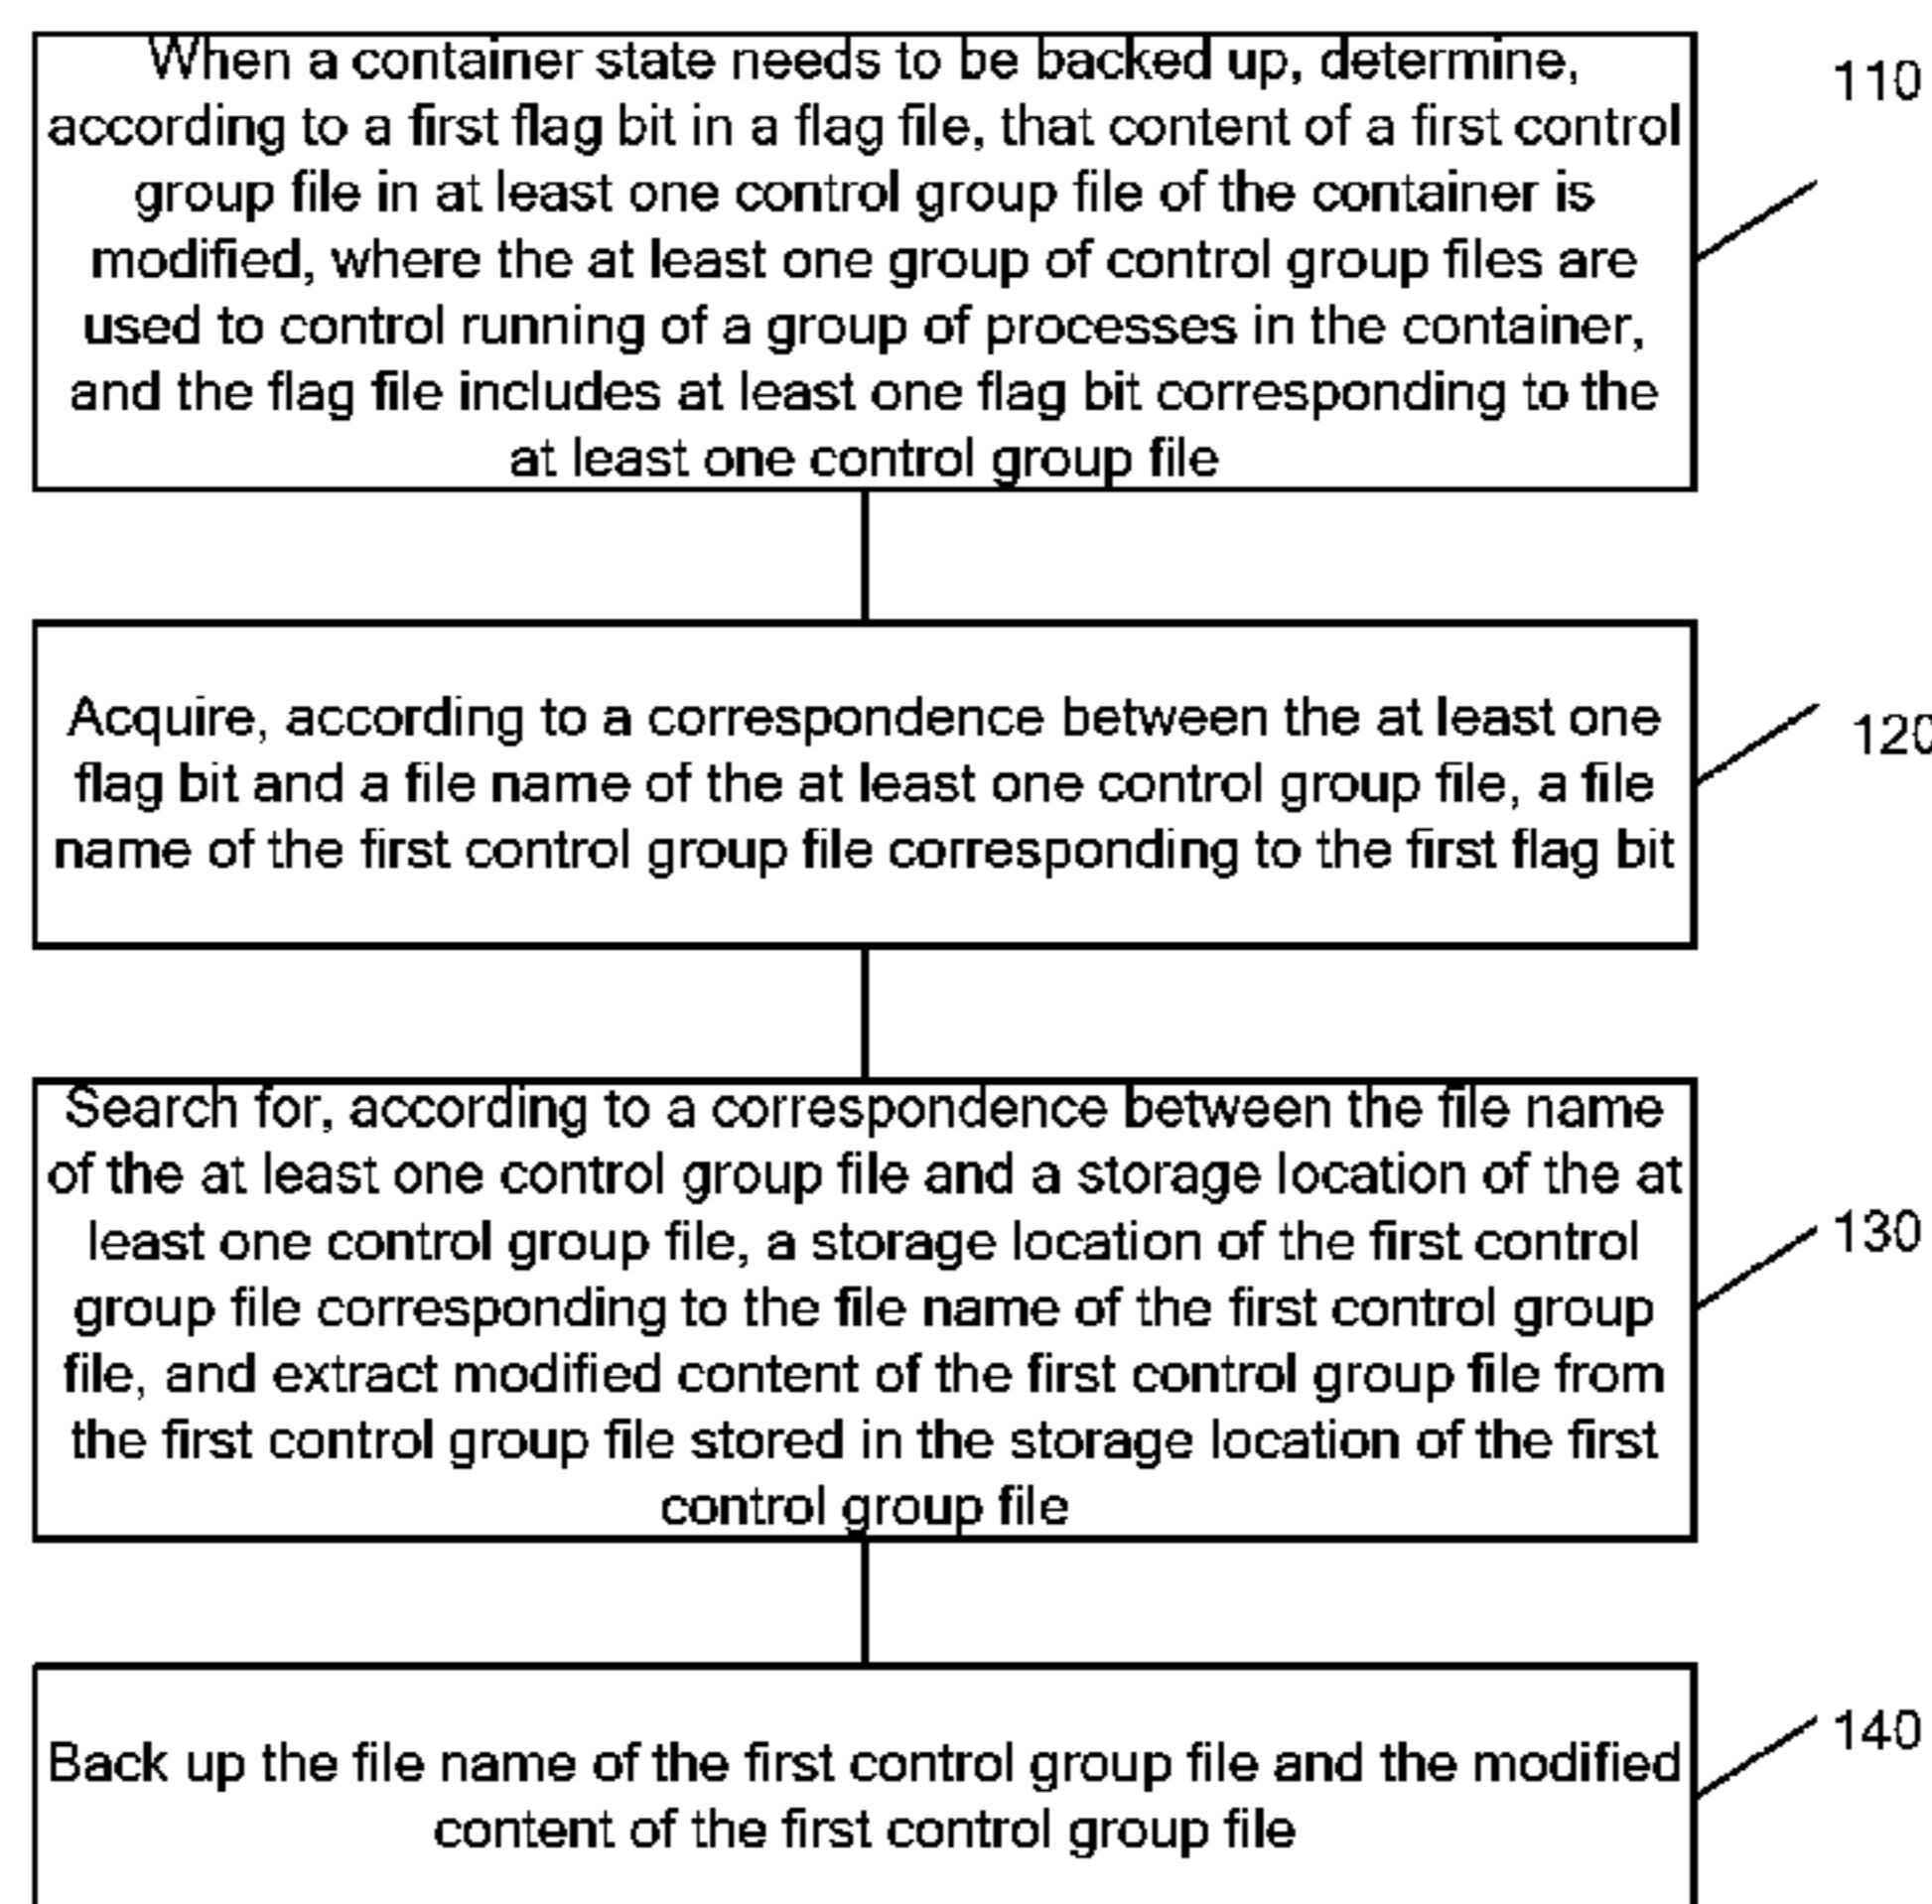 When a container state needs to be backed up, determine,
according to a first flag bit in a flag file, that content of a first control
group file in at least one control group file of the container is
modified, where the at least one group of control group files are
used to control running of a group of processes in the container,
and the flag file includes at least one flag bit corresponding to the
at least one control group file
110
Acquire, according to a correspondence between the at least one
flag bit and a file name of the at least one control group file, a file
name of the first control group file corresponding to the first flag bit
120
Search for, according to a correspondence between the file name
of the at least one control group file and a storage location of the at
least one control group file, a storage location of the first control
group file corresponding to the file name of the first control group
file, and extract modified content of the first control group file from
the first control group file stored in the storage location of the first
control group file
130
Back up the file name of the first control group file and the modified
content of the first control group file
140